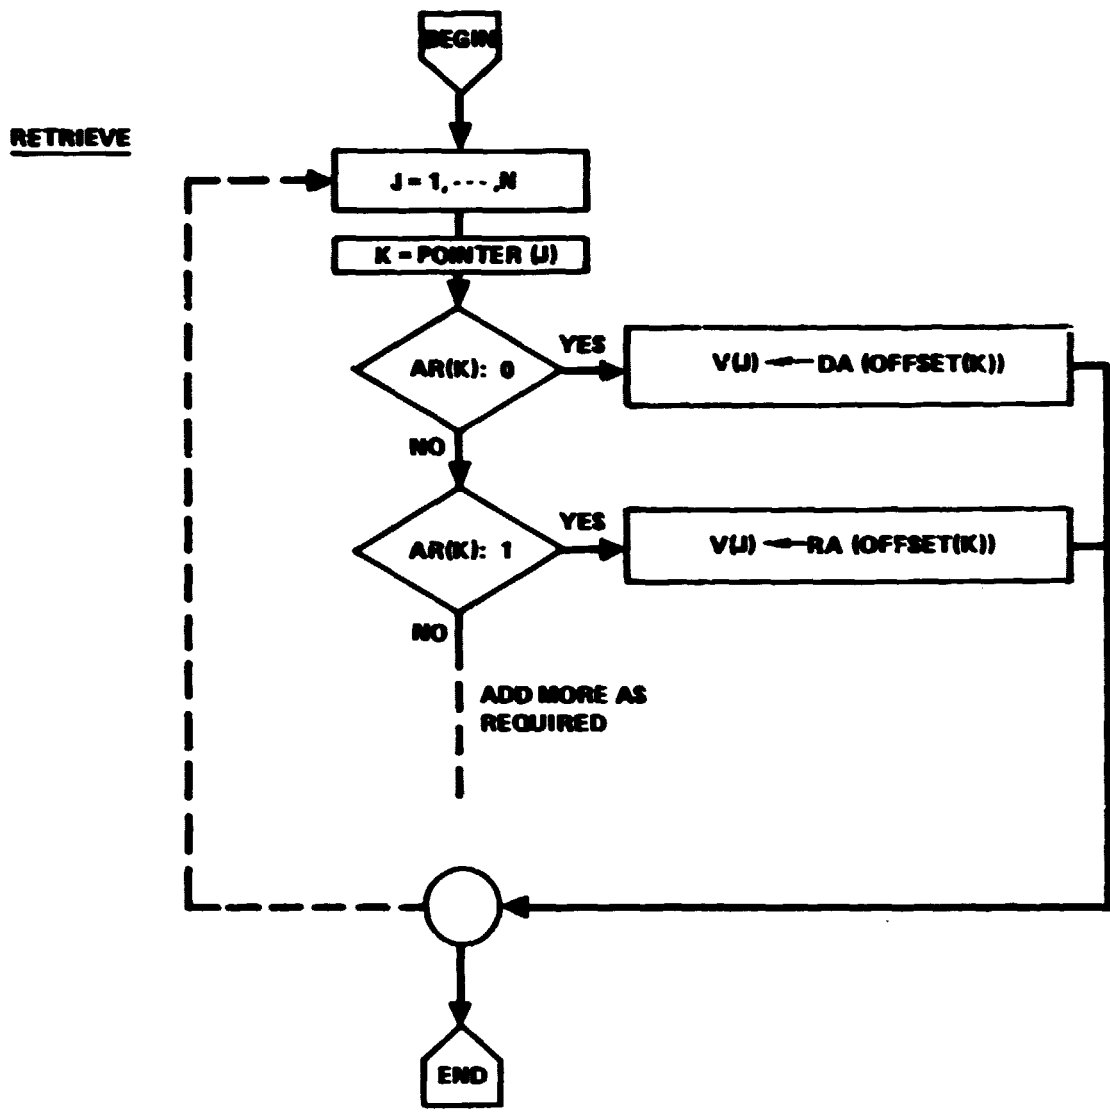 BEGIN
RETRIEVE
J = 1, --- ,N
K = POINTER (J)
AR(K): 0
YES
V(J) ← DA (OFFSET(K))
NO
AR(K): 1
YES
V(J) ← RA (OFFSET(K))
NO
ADD MORE AS
REQUIRED
END